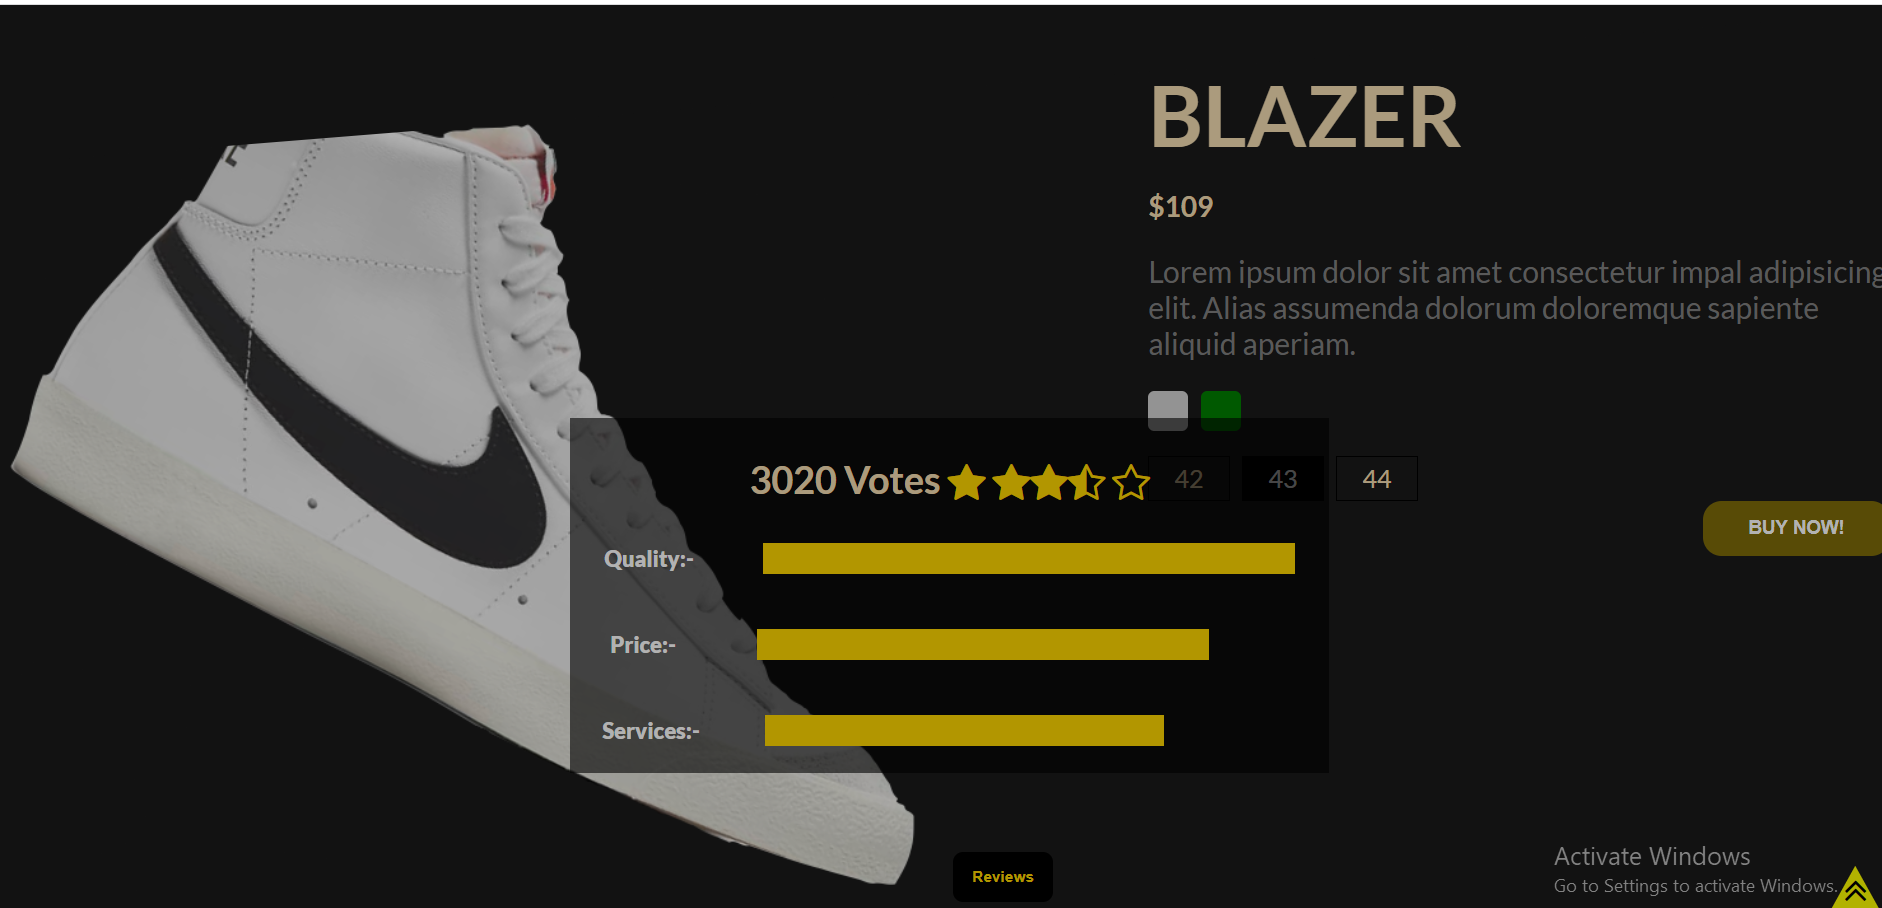 BLAZER
$109
Lorem ipsum dolor sit amet consectetur impal adipisicing
elit. Alias assumenda dolorum doloremque sapiente
aliquid aperiam.
3020 Votes
42 43 44
BUY NOW!
Quality:-
Price:-
Services:-
Reviews
Activate Windows
Go to Settings to activate Windows.